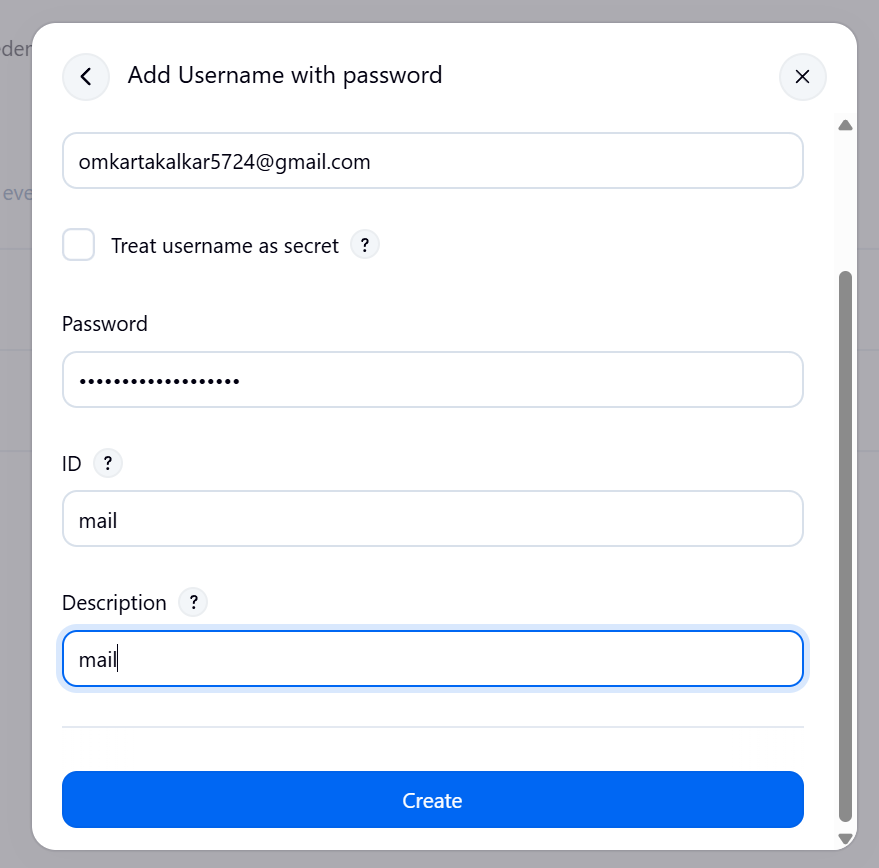 Add Username with password
omkartakalkar5724@gmail.com
Treat username as secret ?
Password
•••••••••••••••••••
ID ?
mail
Description ?
mail
Create